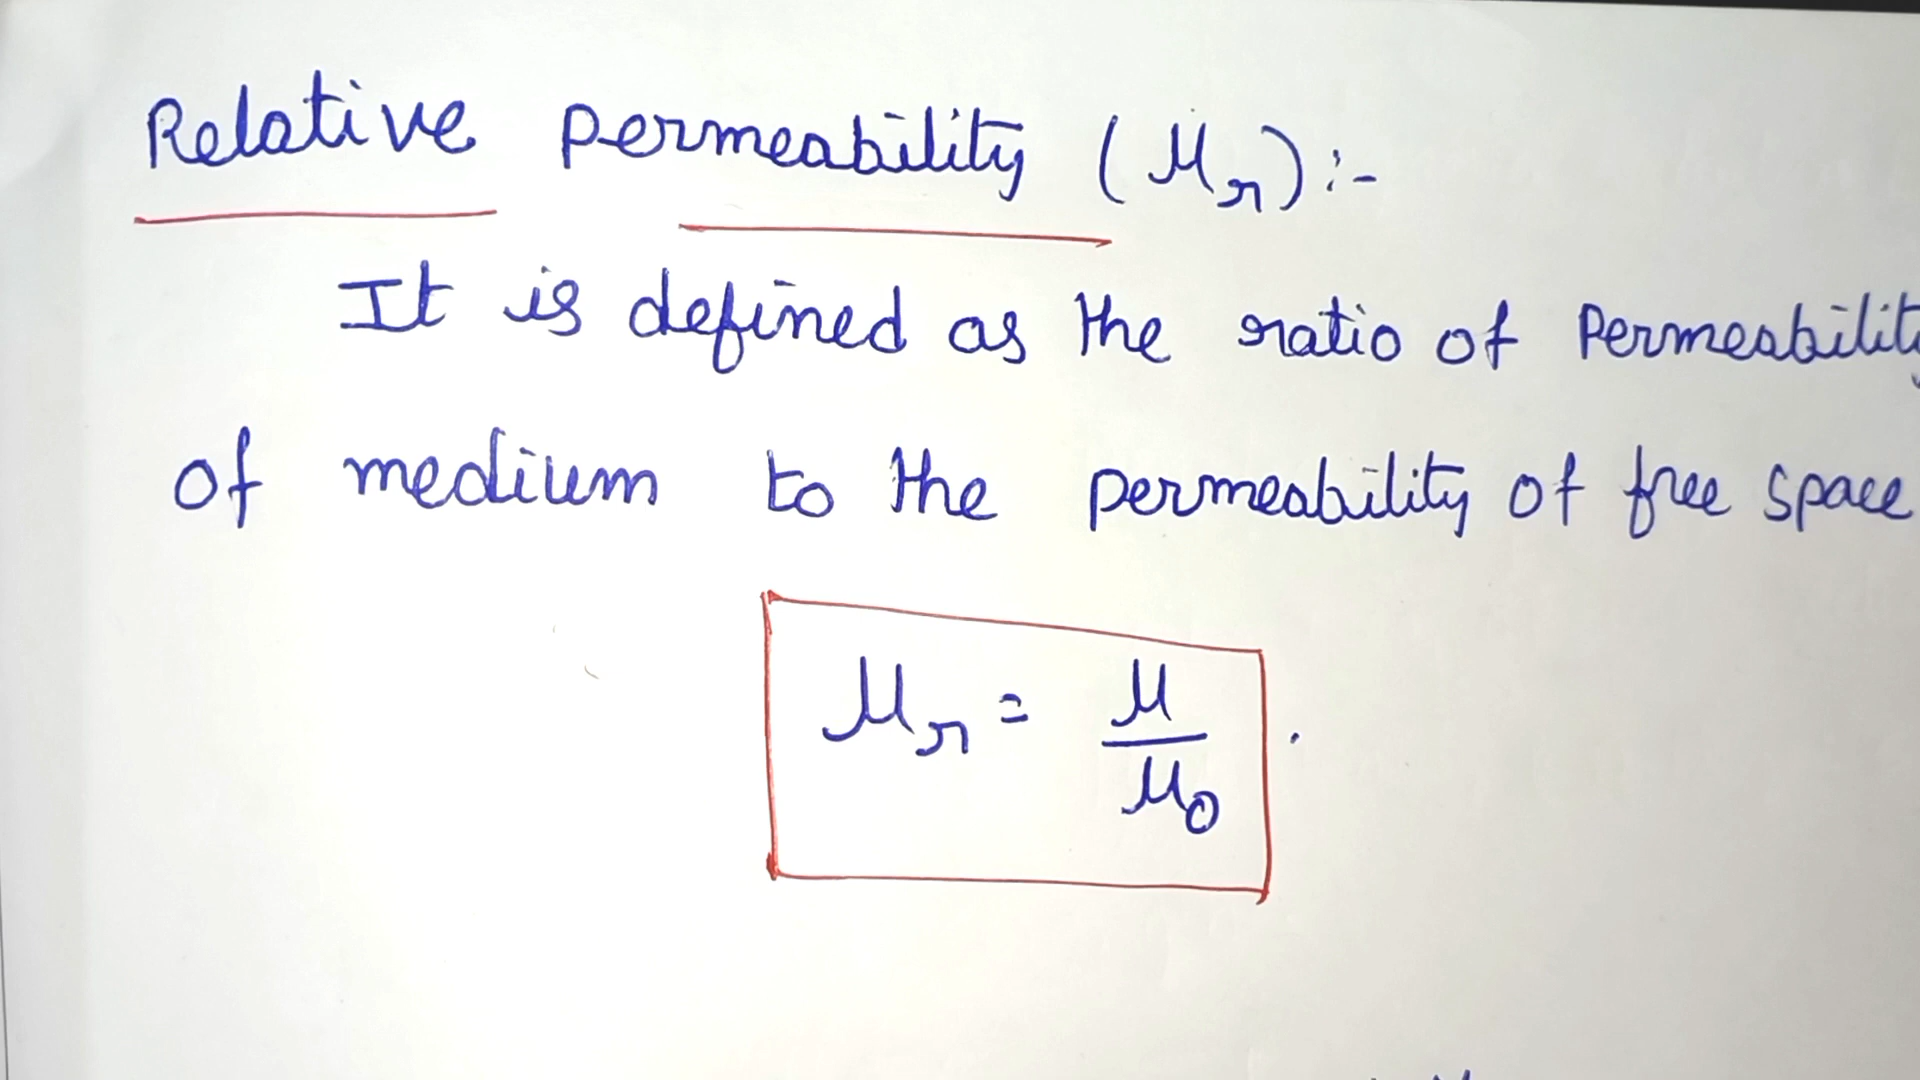 Relative permeability (μr):-
It is defined as the ratio of Permeability
of medium to the permeability of free space
μr = μ/μ0 .